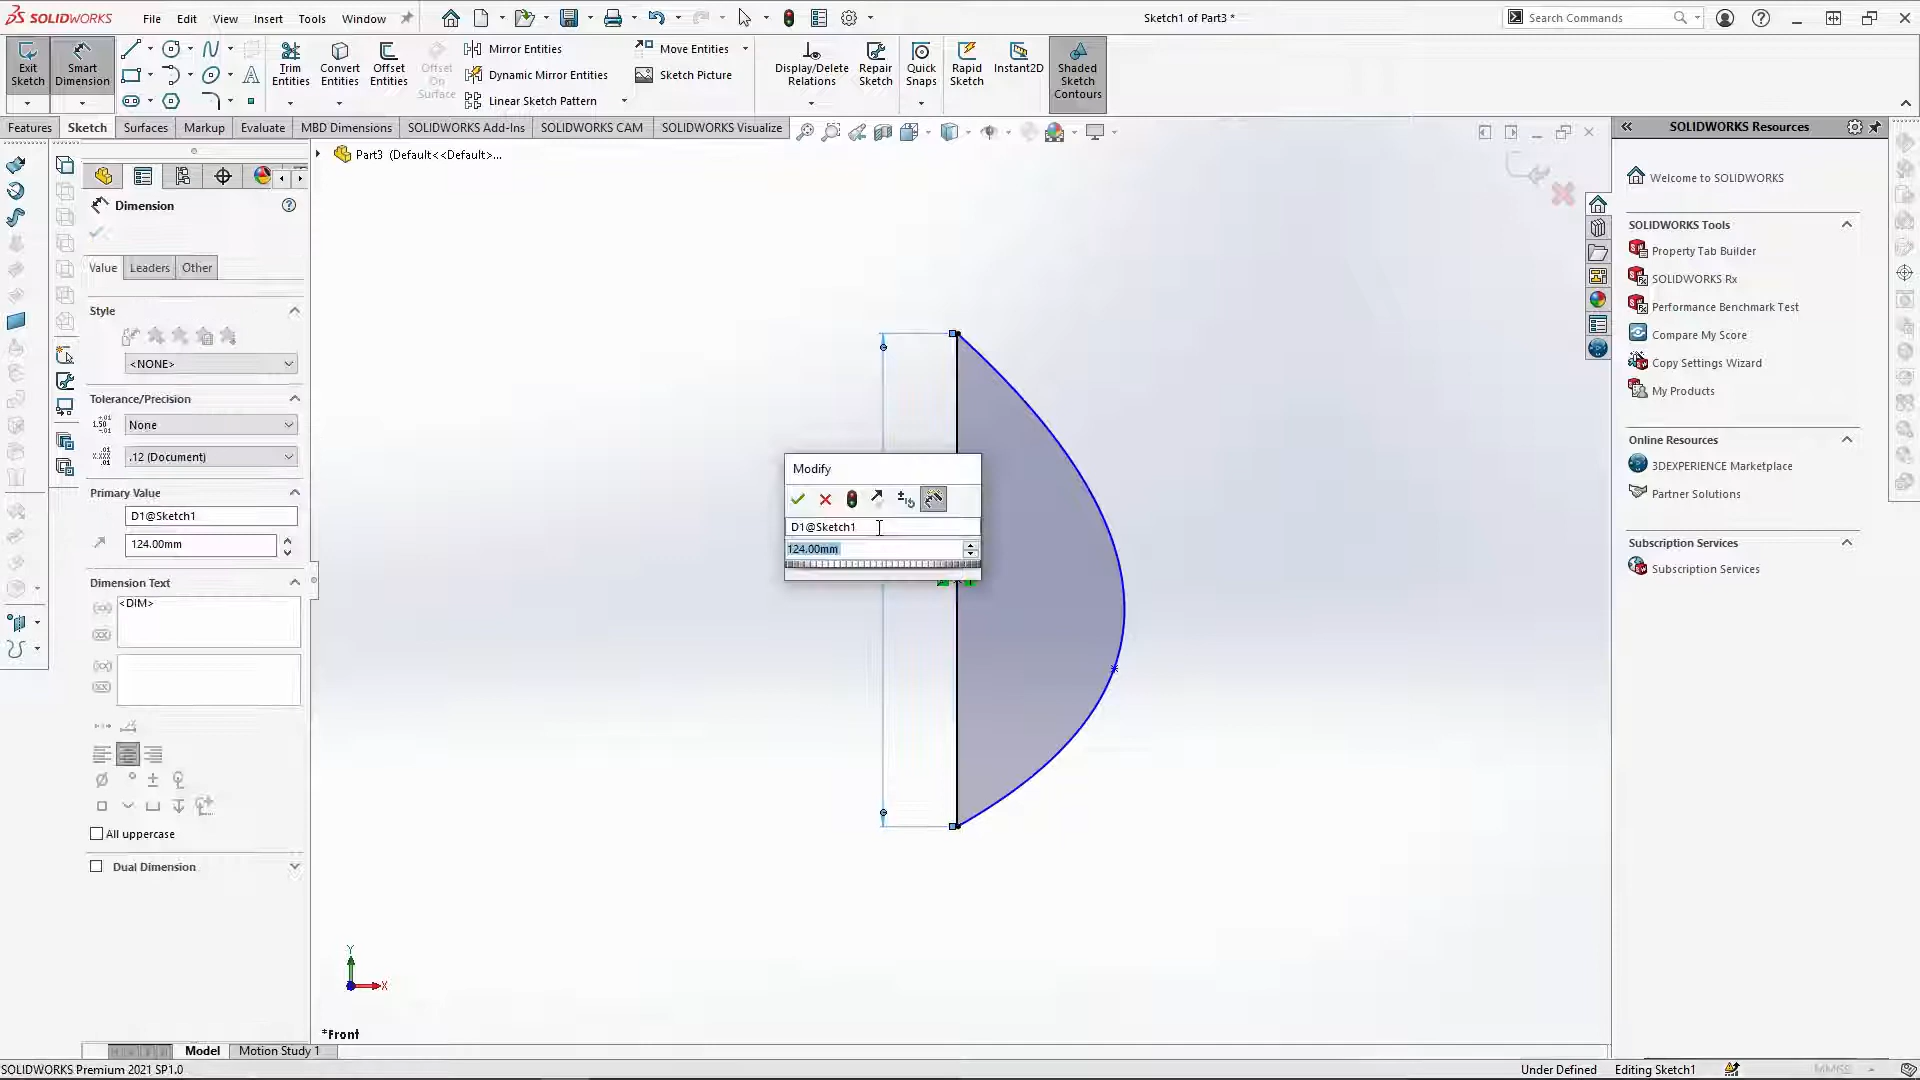 SOLIDWORKS File Edit View Insert Tools Window Sketch1 of Part3 * Search Commands
Exit Sketch
Smart Dimension
Trim Entities
Convert Entities
Offset Entities
Offset On Surface
Mirror Entities
Dynamic Mirror Entities
Linear Sketch Pattern
Move Entities
Sketch Picture
Display/Delete Relations
Repair Sketch
Quick Snaps
Rapid Sketch
Instant2D
Shaded Sketch Contours
Features Sketch Surfaces Markup Evaluate MBD Dimensions SOLIDWORKS Add-Ins SOLIDWORKS CAM SOLIDWORKS Visualize
Part3 (Default<<Default>...
Dimension
Value Leaders Other
Style
<NONE>
Tolerance/Precision
None
.12 (Document)
Primary Value
D1@Sketch1
124.00mm
Dimension Text
<DIM>
All uppercase
Dual Dimension
Modify
D1@Sketch1
124.00mm
Y
X
*Front
SOLIDWORKS Resources
Welcome to SOLIDWORKS
SOLIDWORKS Tools
Property Tab Builder
SOLIDWORKS Rx
Performance Benchmark Test
Compare My Score
Copy Settings Wizard
My Products
Online Resources
3DEXPERIENCE Marketplace
Partner Solutions
Subscription Services
Subscription Services
Model Motion Study 1
SOLIDWORKS Premium 2021 SP1.0 Under Defined Editing Sketch1 MMGS